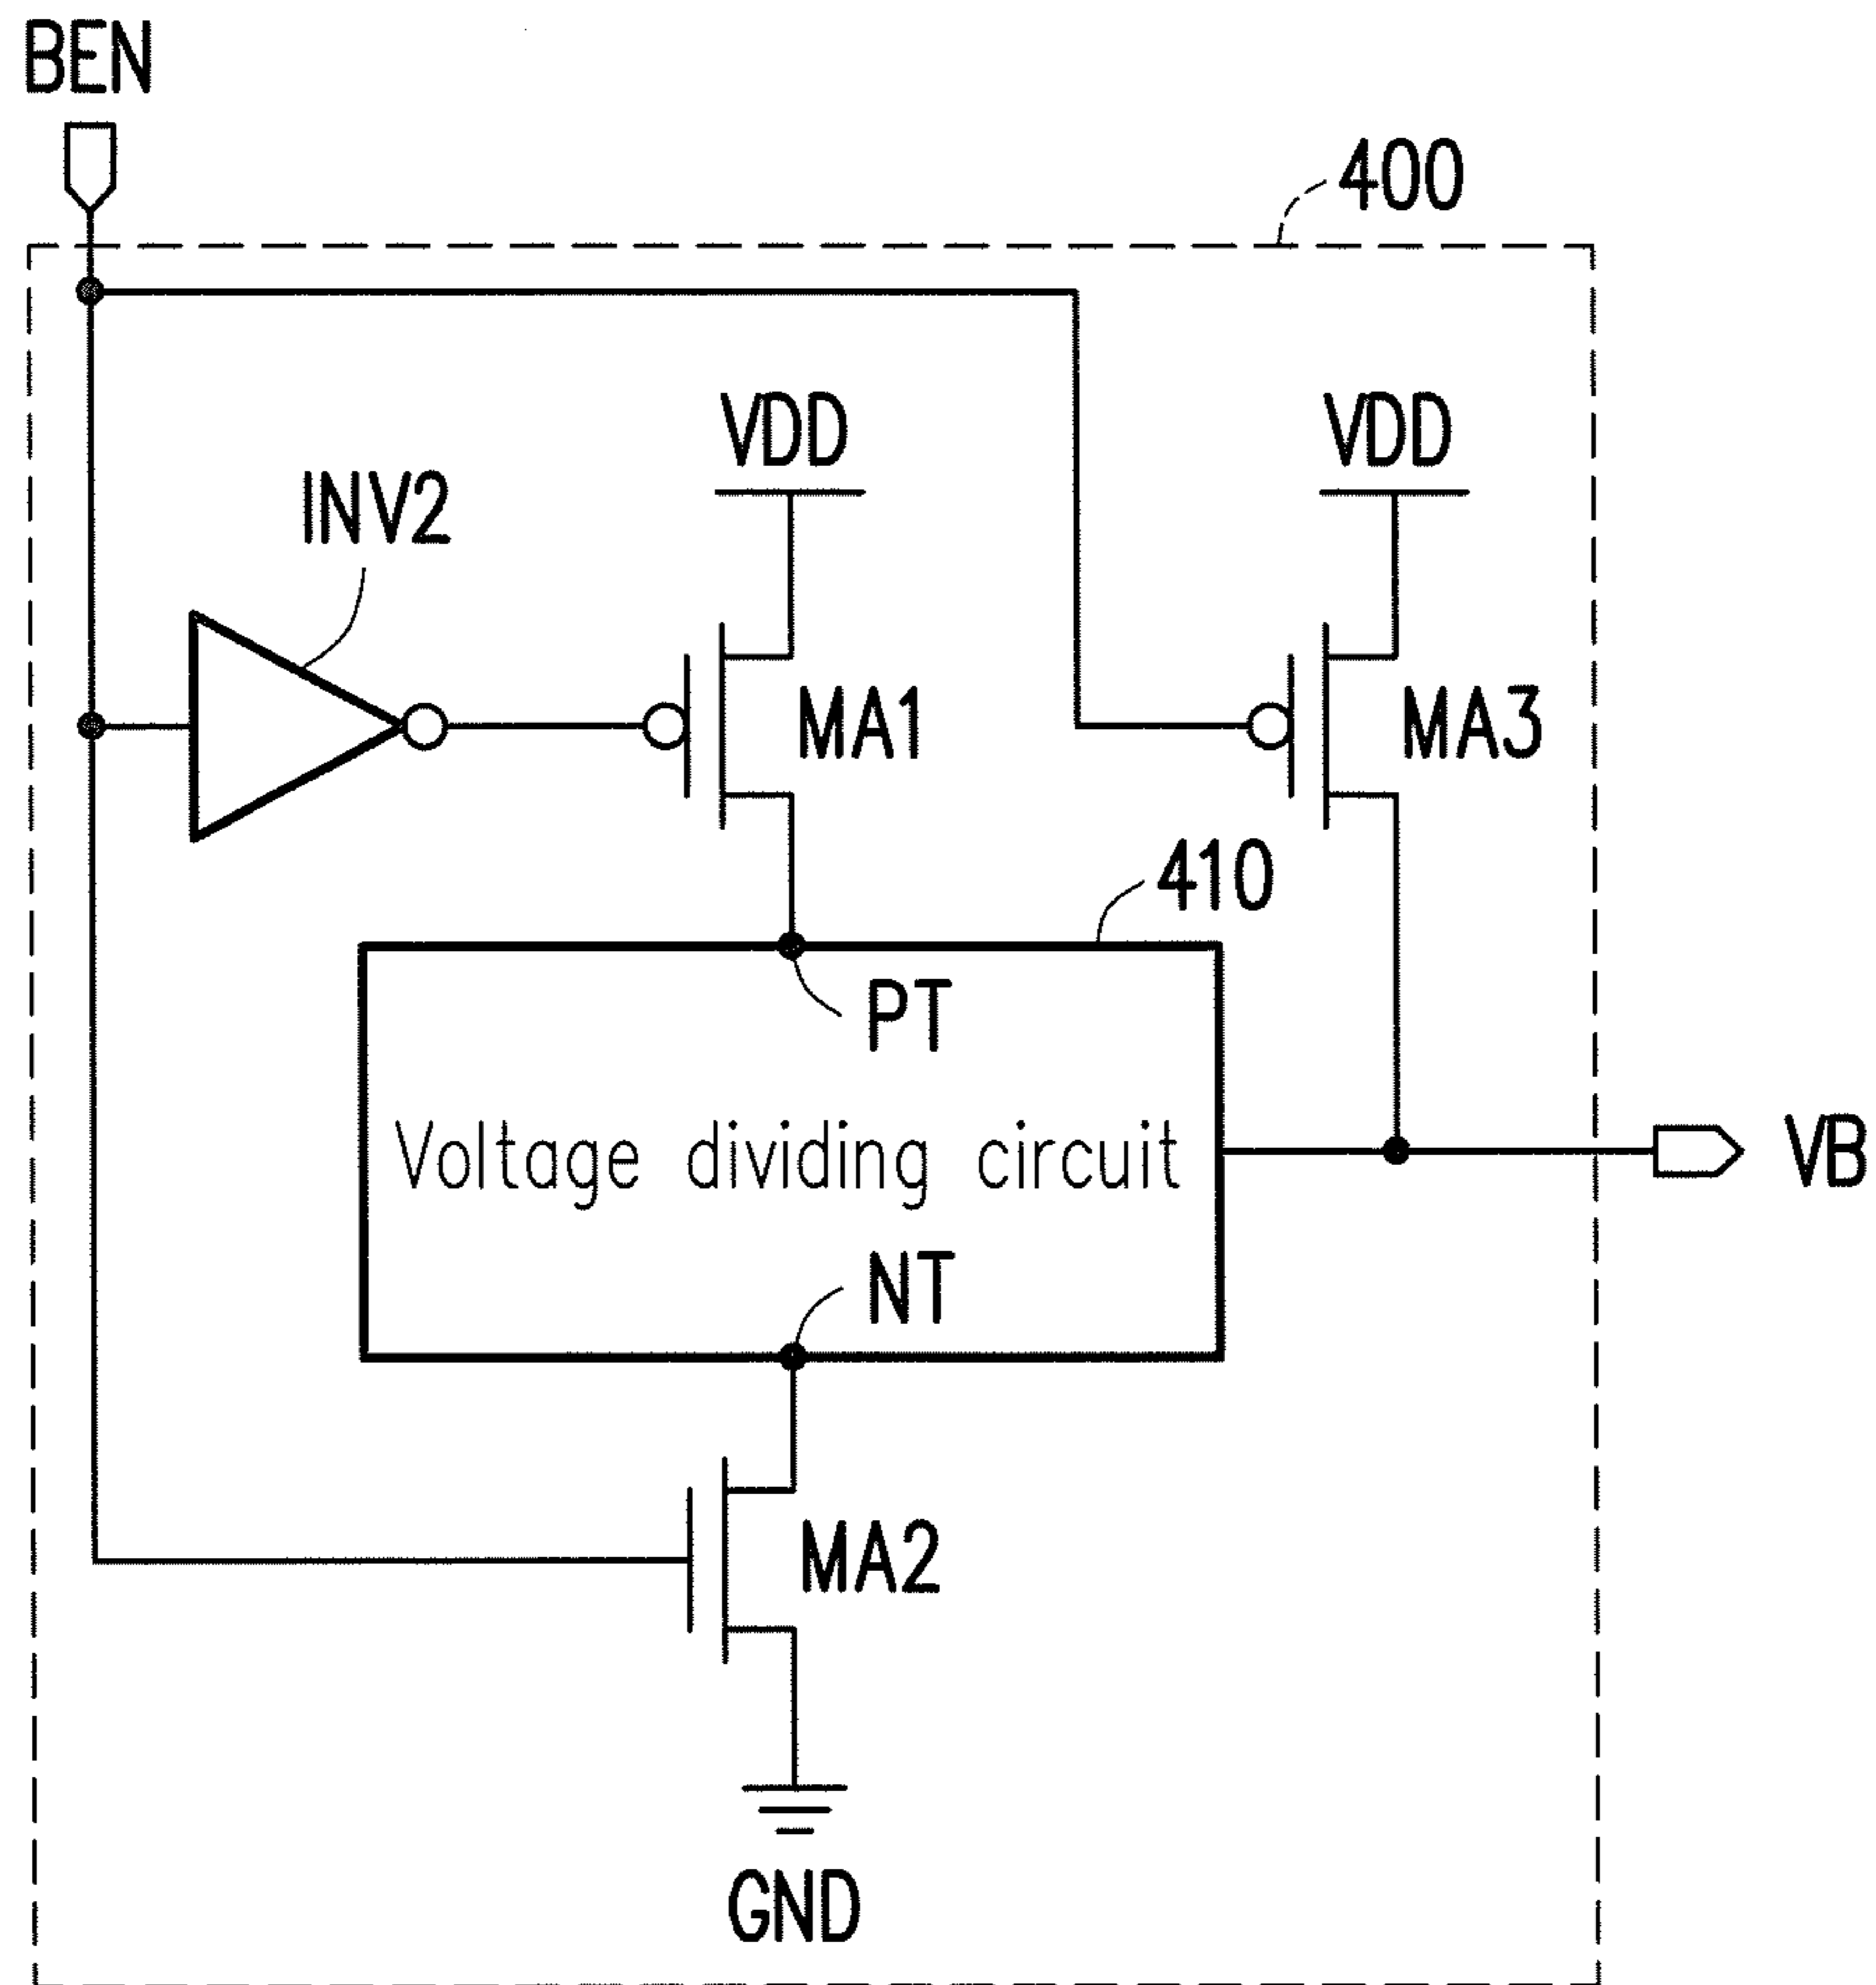 BEN
400
VDD
VDD
INV2
MA1
MA3
410
PT
Voltage dividing circuit
VB
NT
MA2
GND